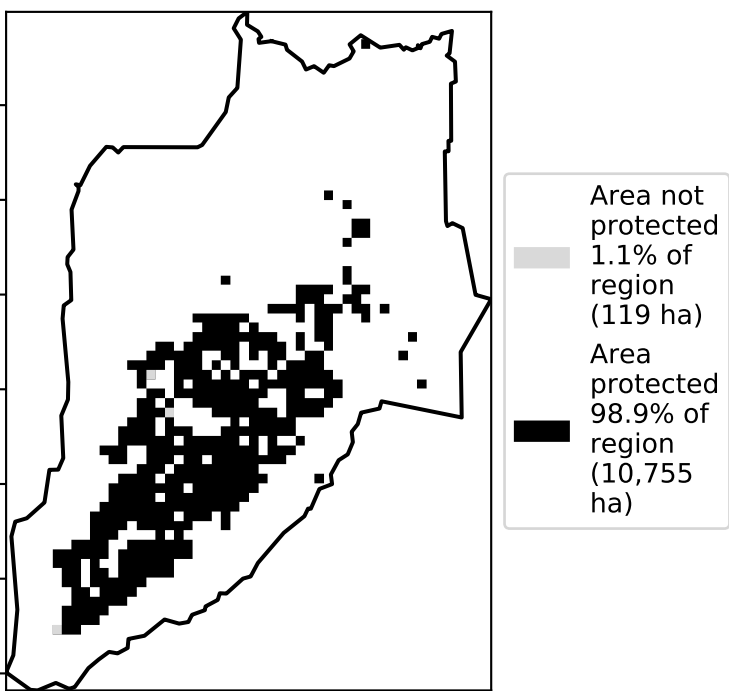 Area not
protected
1.1% of
region
(119 ha)
Area
protected
98.9% of
region
(10,755
ha)